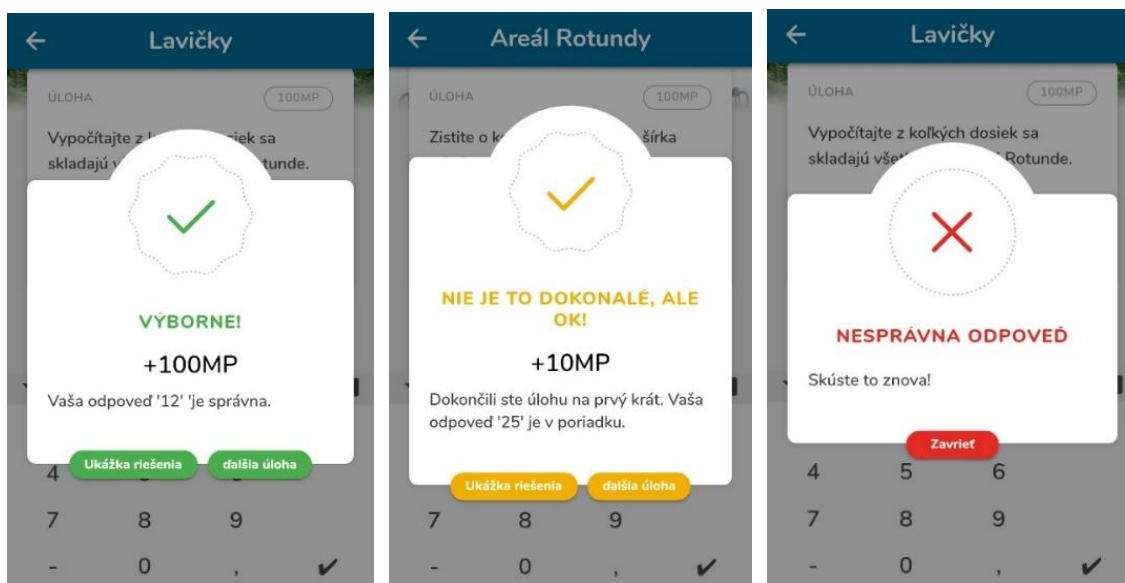 Lavičky
ÚLOHA
100MP
Vypočítajte z
sa
skladajú
VÝBORNE!
+100MP
Vaša odpoveď '12' 'je správna.
Ukážka riešenia
ďalšia úloha
4
7 8 9
- 0 , ✔
Areál Rotundy
ÚLOHA
100MP
Zistite o
šírka
NIE JE TO DOKONALÉ, ALE
OK!
+10MP
Dokončili ste úlohu na prvý krát. Vaša
odpoveď '25' je v poriadku.
Ukážka riešenia
ďalšia úloha
7 8 9
- 0 , ✔
Lavičky
ÚLOHA
100MP
Vypočítajte z koľkých dosiek sa
skladajú Rotunde.
NESPRÁVNA ODPOVEĎ
Skúste to znova!
Zavrieť
4 5 6
7 8 9
- 0 , ✔